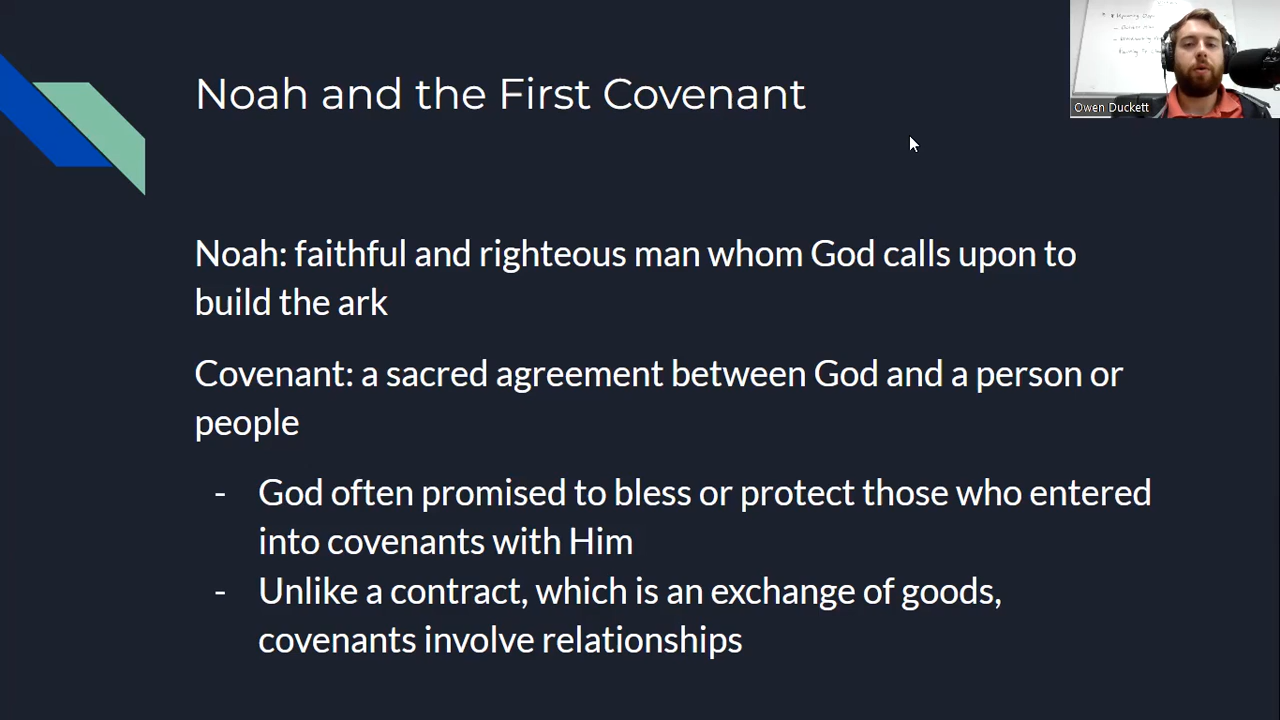 Noah and the First Covenant
Owen Duckett
Noah: faithful and righteous man whom God calls upon to
build the ark
Covenant: a sacred agreement between God and a person or
people
- God often promised to bless or protect those who entered
into covenants with Him
- Unlike a contract, which is an exchange of goods,
covenants involve relationships